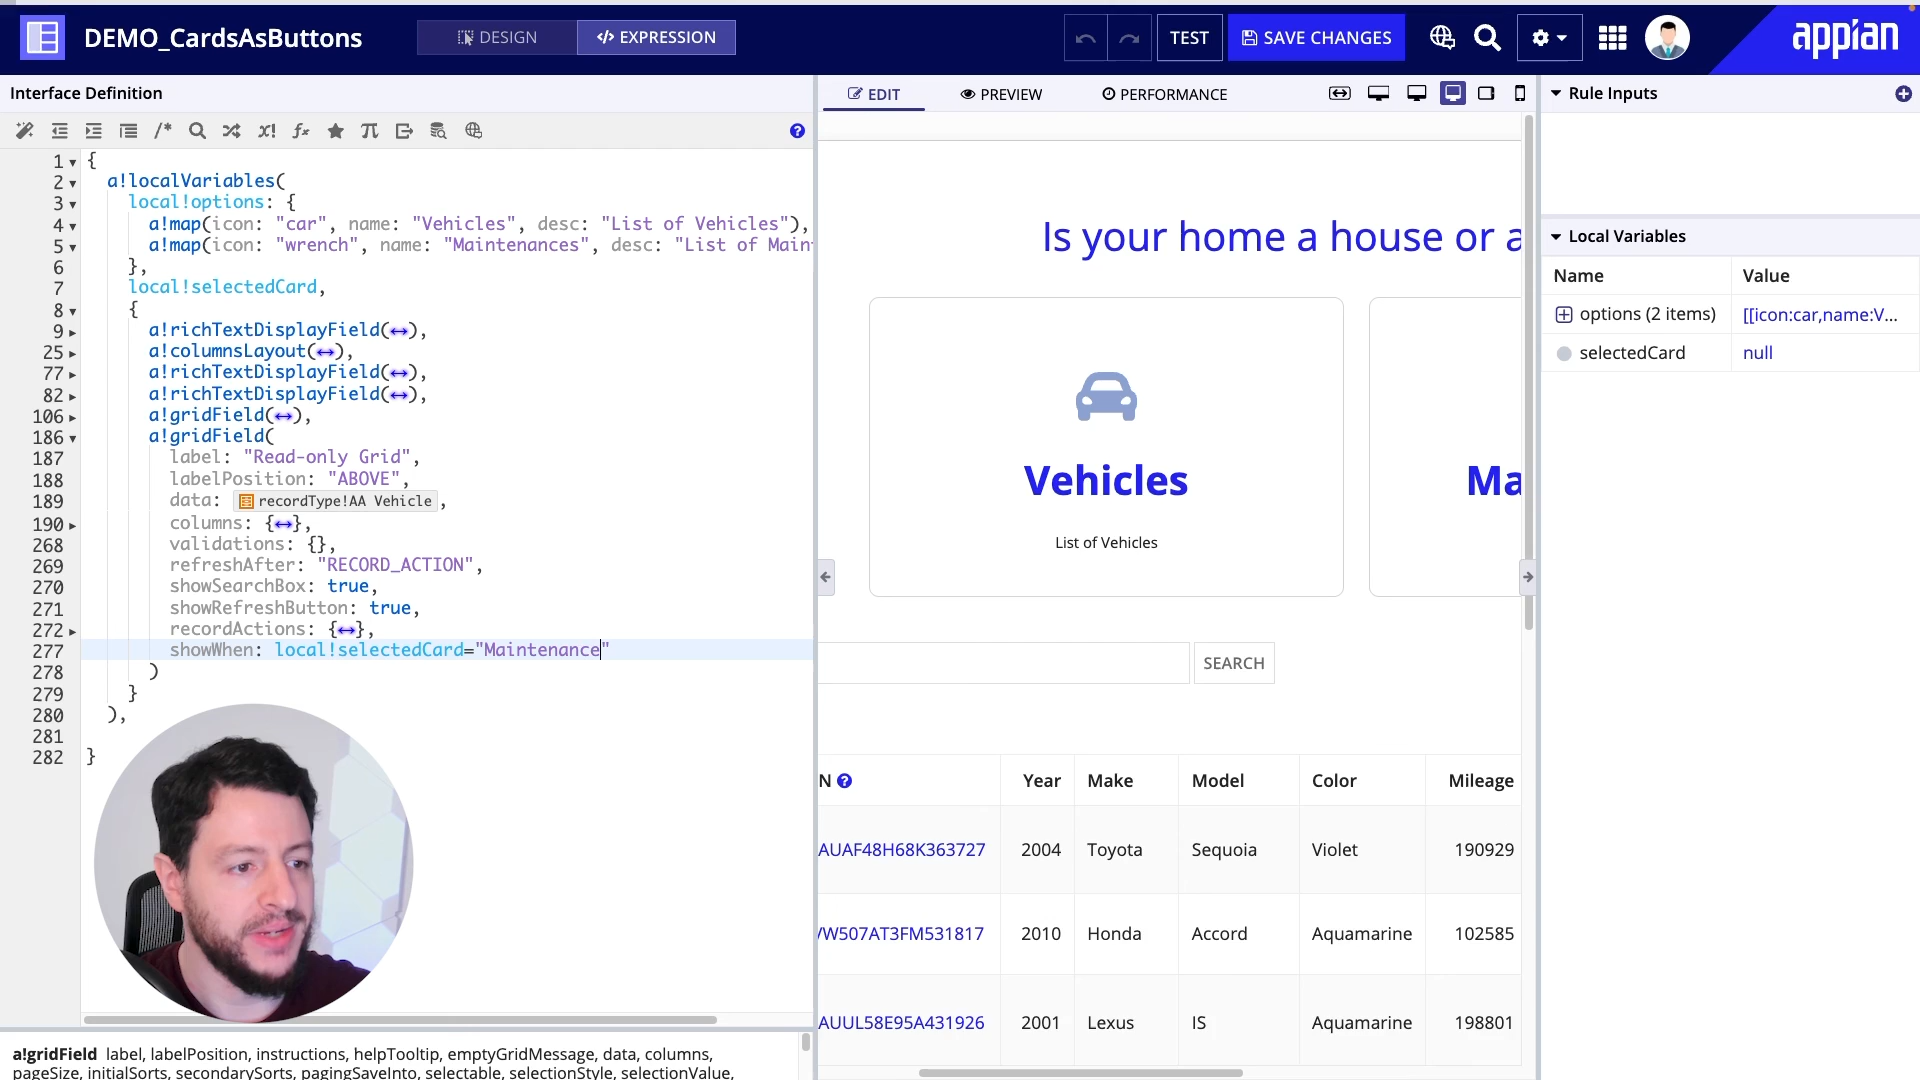 DEMO_CardsAsButtons
DESIGN
</> EXPRESSION
TEST
SAVE CHANGES
appian
Interface Definition
EDIT
PREVIEW
PERFORMANCE
Rule Inputs
1 {
2 a!localVariables(
3 local!options: {
4 a!map(icon: "car", name: "Vehicles", desc: "List of Vehicles"),
5 a!map(icon: "wrench", name: "Maintenances", desc: "List of Main
6 },
7 local!selectedCard,
8 {
9 a!richTextDisplayField(↔),
25 a!columnsLayout(↔),
77 a!richTextDisplayField(↔),
82 a!richTextDisplayField(↔),
106 a!gridField(↔),
186 a!gridField(
187 label: "Read-only Grid",
188 labelPosition: "ABOVE",
189 data: recordType!AA Vehicle,
190 columns: {↔},
268 validations: {},
269 refreshAfter: "RECORD_ACTION",
270 showSearchBox: true,
271 showRefreshButton: true,
272 recordActions: {↔},
277 showWhen: local!selectedCard="Maintenance"
278 )
279 }
280 ),
281
282 }
a!gridField label, labelPosition, instructions, helpTooltip, emptyGridMessage, data, columns,
pageSize, initialSorts, secondarySorts, pagingSaveInto, selectable, selectionStyle, selectionValue,
Is your home a house or a
Vehicles
List of Vehicles
Ma
SEARCH
N Year Make Model Color Mileage
AUAF48H68K363727 2004 Toyota Sequoia Violet 190929
VW507AT3FM531817 2010 Honda Accord Aquamarine 102585
AUUL58E95A431926 2001 Lexus IS Aquamarine 198801
Local Variables
Name Value
options (2 items) [[icon:car,name:V...
selectedCard null